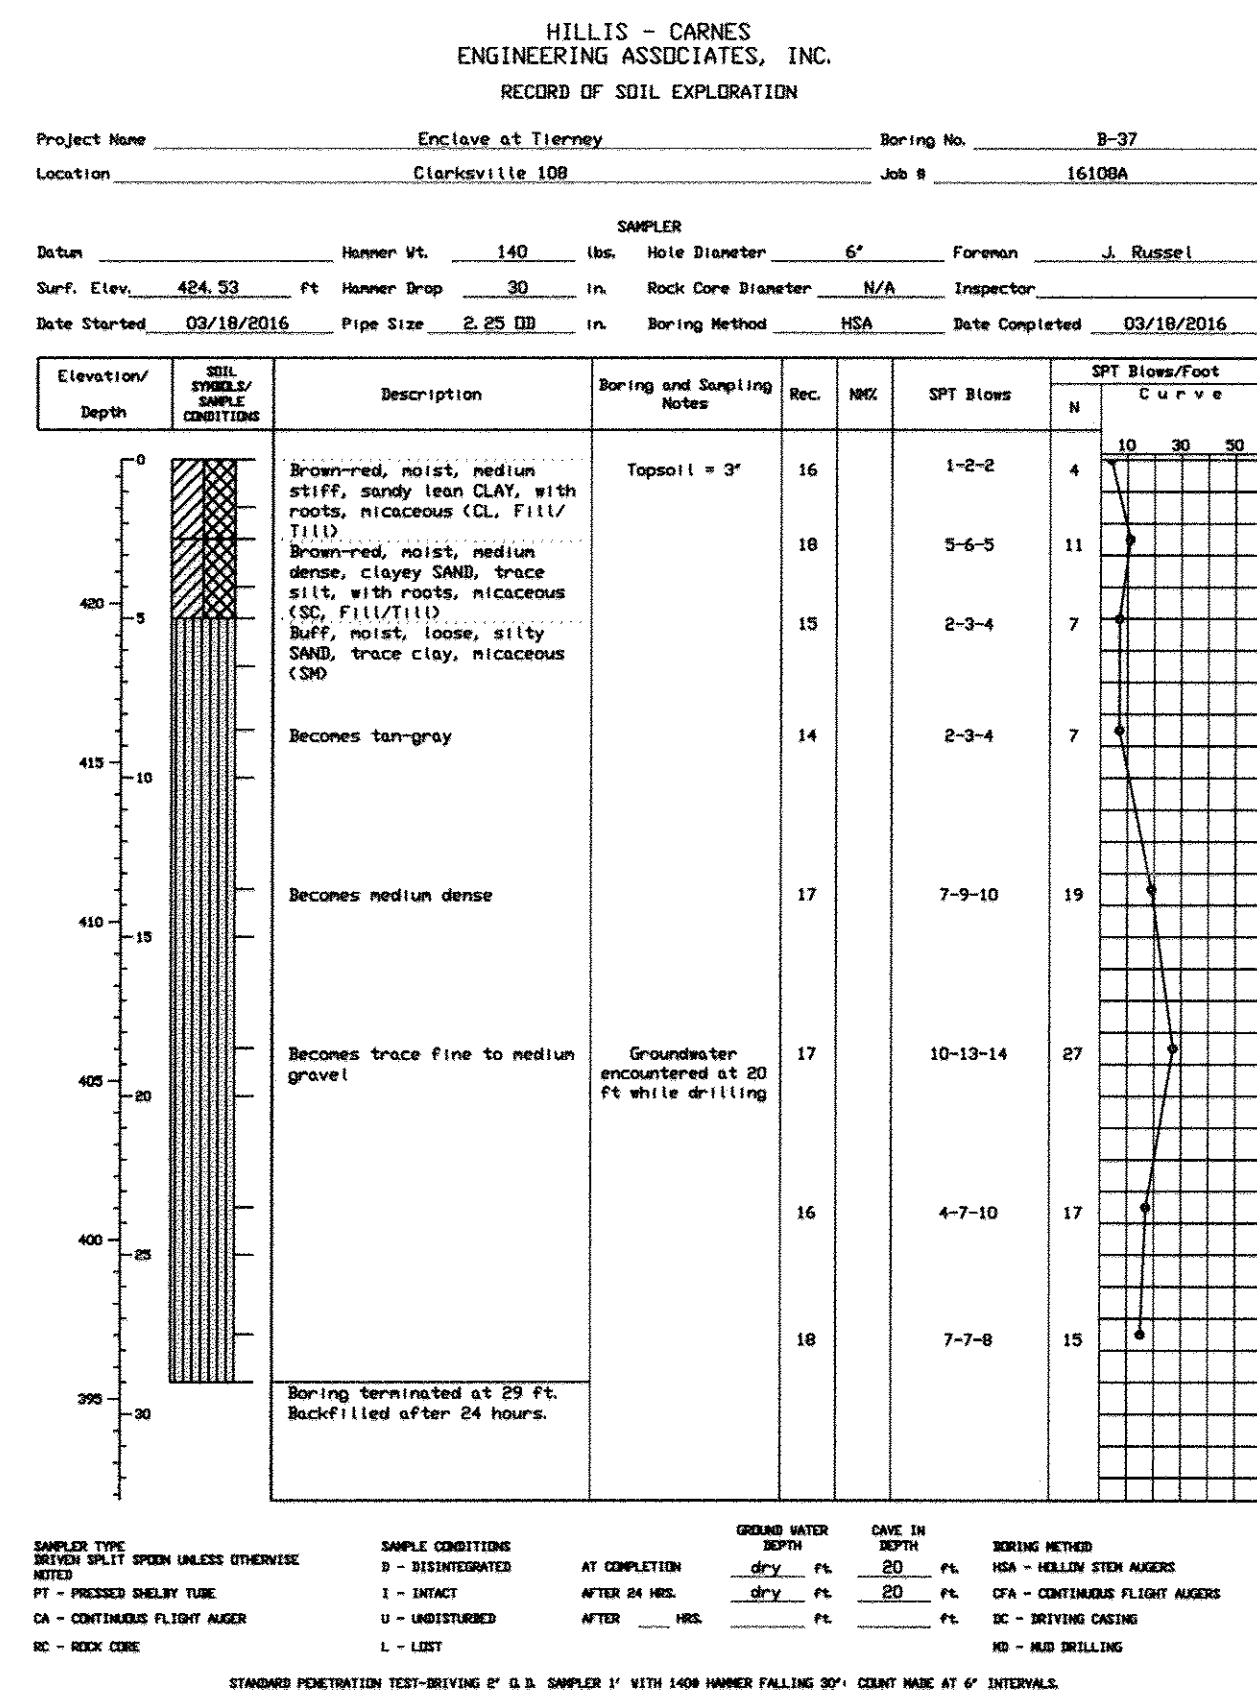 HILLIS - CARNES
ENGINEERING ASSOCIATES, INC.
RECORD OF SOIL EXPLORATION
Project Name Enclave at Tierney Boring No. B-37
Location Clarksville 108 Job # 16108A
SAMPLER
Datum Hammer Wt. 140 lbs. Hole Diameter 6" Foreman J. Russel
Surf. Elev. 424.53 ft Hammer Drop 30 in. Rock Core Diameter N/A Inspector
Date Started 03/18/2016 Pipe Size 2.25 OD in. Boring Method HSA Date Completed 03/18/2016
Elevation/
Depth
SOIL
SYMBOLS/
SAMPLE
CONDITIONS
Description
Boring and Sampling
Notes
Rec.
NM%
SPT Blows
SPT Blows/Foot
Curve
N
10 30 50
0
Brown-red, moist, medium
stiff, sandy lean CLAY, with
roots, micaceous (CL, Fill/
Till)
Topsoil = 3"
16 1-2-2 4
Brown-red, moist, medium
dense, clayey SAND, trace
silt, with roots, micaceous
(SC, Fill/Till)
18 5-6-5 11
420 5
Buff, moist, loose, silty
SAND, trace clay, micaceous
(SM)
15 2-3-4 7
Becomes tan-gray 14 2-3-4 7
415 10
Becomes medium dense 17 7-9-10 19
410 15
Becomes trace fine to medium
gravel
Groundwater
encountered at 20
ft while drilling
17 10-13-14 27
405 20
16 4-7-10 17
400 25
18 7-7-8 15
Boring terminated at 29 ft.
Backfilled after 24 hours.
395 30
SAMPLER TYPE
DRIVEN SPLIT SPOON UNLESS OTHERWISE
NOTED
PT - PRESSED SHELBY TUBE
CA - CONTINUOUS FLIGHT AUGER
RC - ROCK CORE
SAMPLE CONDITIONS
D - DISINTEGRATED
I - INTACT
U - UNDISTURBED
L - LOST
GROUND WATER
DEPTH
CAVE IN
DEPTH
AT COMPLETION dry ft. 20 ft.
AFTER 24 HRS. dry ft. 20 ft.
AFTER ___ HRS. ft. ft.
BORING METHOD
HSA - HOLLOW STEM AUGERS
CFA - CONTINUOUS FLIGHT AUGERS
DC - DRIVING CASING
MD - MUD DRILLING
STANDARD PENETRATION TEST-DRIVING 2" O.D. SAMPLER 1' WITH 140# HAMMER FALLING 30"; COUNT MADE AT 6" INTERVALS.